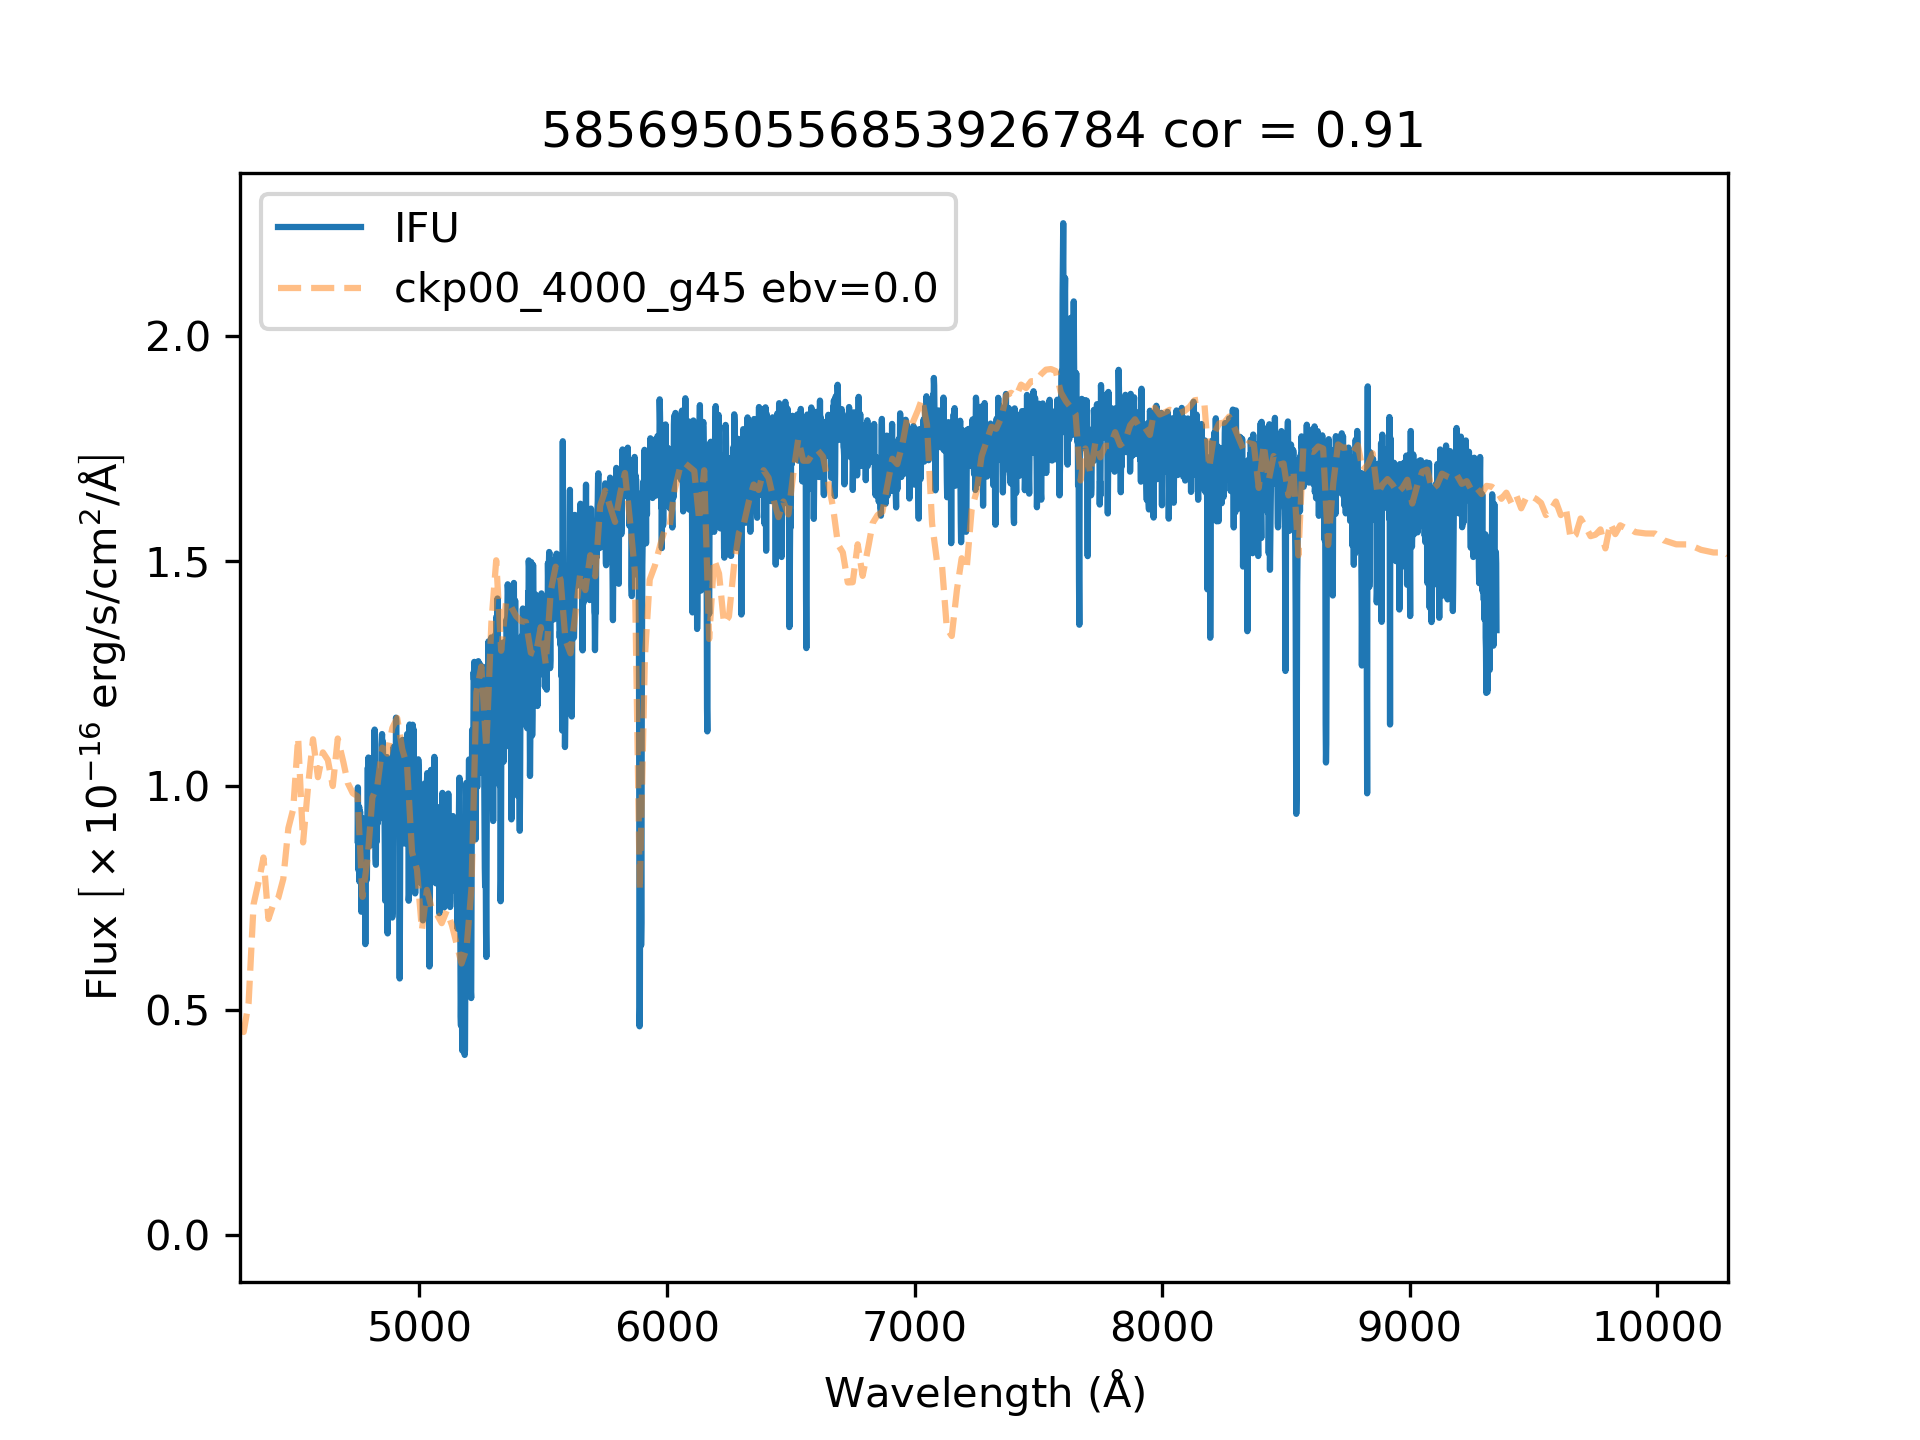 5856950556853926784 cor = 0.91
IFU
ckp00_4000_g45 ebv=0.0
Flux [ × 10⁻¹⁶ erg/s/cm²/Å]
2.0
1.5
1.0
0.5
0.0
5000 6000 7000 8000 9000 10000
Wavelength (Å)